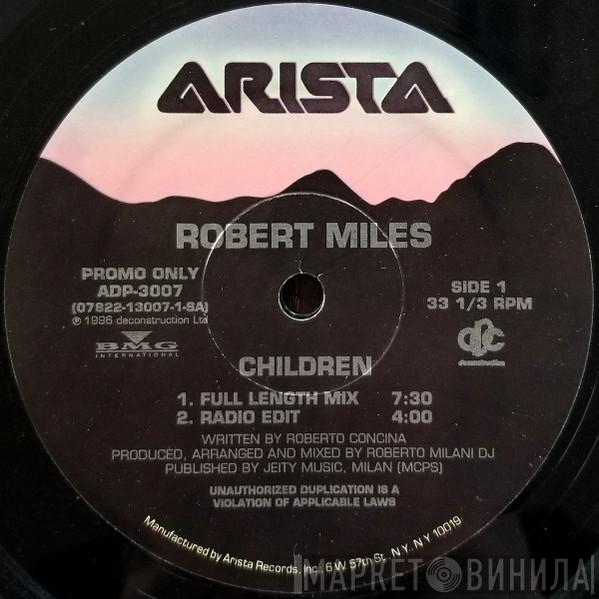 ARISTA
ROBERT MILES
PROMO ONLY
ADP-3007
(07822-13007-1-SA)
℗ 1996 deconstruction Ltd
BMG
INTERNATIONAL
SIDE 1
33 1/3 RPM
dFc
deconstruction
CHILDREN
1. FULL LENGTH MIX 7:30
2. RADIO EDIT 4:00
WRITTEN BY ROBERTO CONCINA
PRODUCED, ARRANGED AND MIXED BY ROBERTO MILANI DJ
PUBLISHED BY JEITY MUSIC, MILAN (MCPS)
UNAUTHORIZED DUPLICATION IS A
VIOLATION OF APPLICABLE LAWS
Manufactured by Arista Records, Inc., 6 W. 57th St., N.Y. NY 10019
МАРКЕТ ВИНИЛА